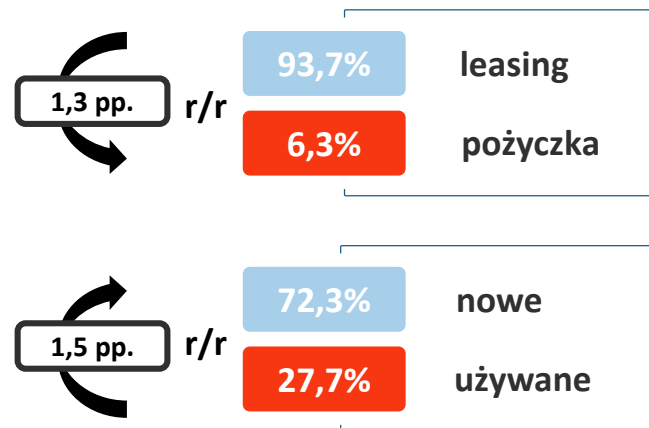 93,7% leasing
1,3 pp. r/r
6,3% pożyczka
72,3% nowe
1,5 pp. r/r
27,7% używane